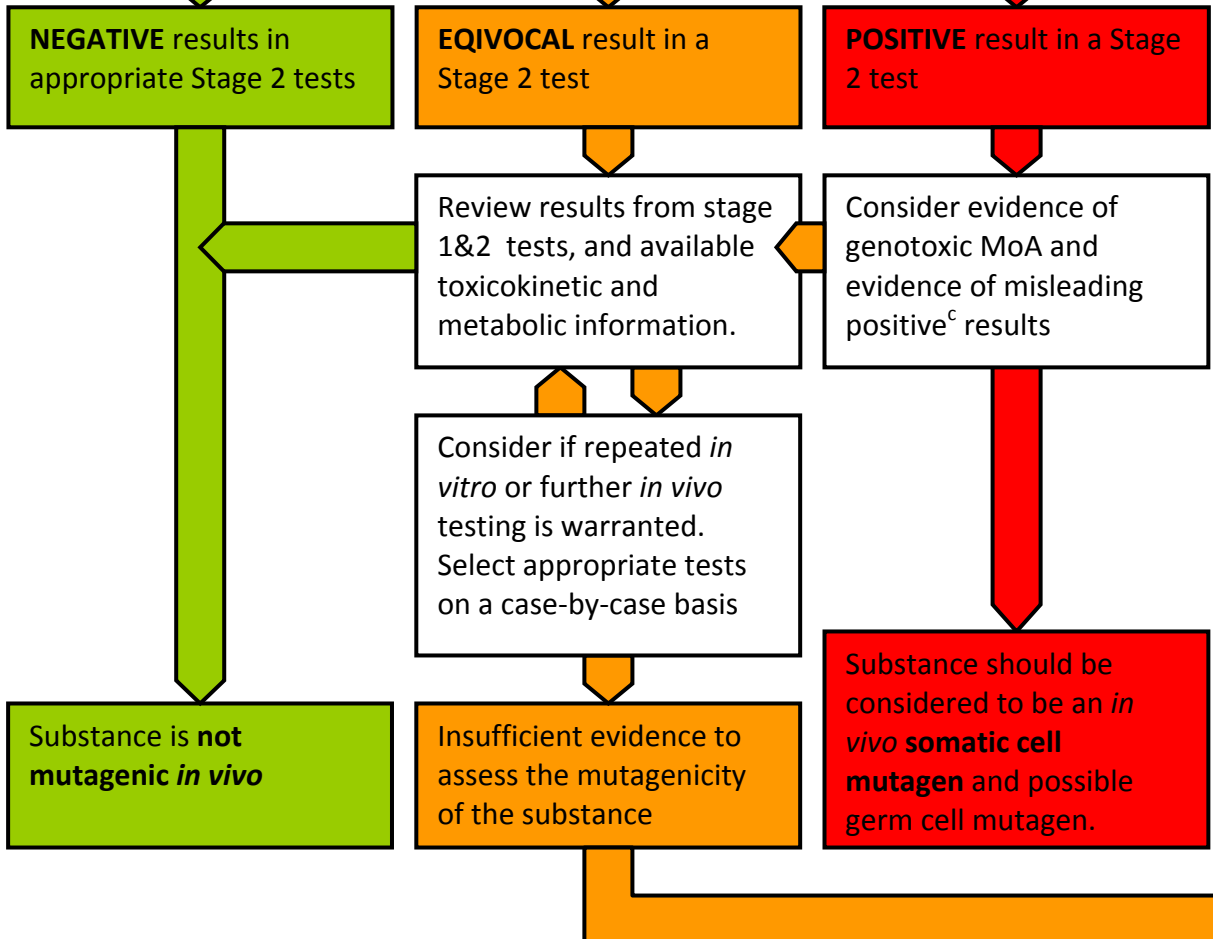 NEGATIVE results in
appropriate Stage 2 tests
EQIVOCAL result in a
Stage 2 test
POSITIVE result in a Stage
2 test
Review results from stage
1&2 tests, and available
toxicokinetic and
metabolic information.
Consider evidence of
genotoxic MoA and
evidence of misleading
positiveᶜ results
Consider if repeated in
vitro or further in vivo
testing is warranted.
Select appropriate tests
on a case-by-case basis
Substance is not
mutagenic in vivo
Insufficient evidence to
assess the mutagenicity
of the substance
Substance should be
considered to be an in
vivo somatic cell
mutagen and possible
germ cell mutagen.